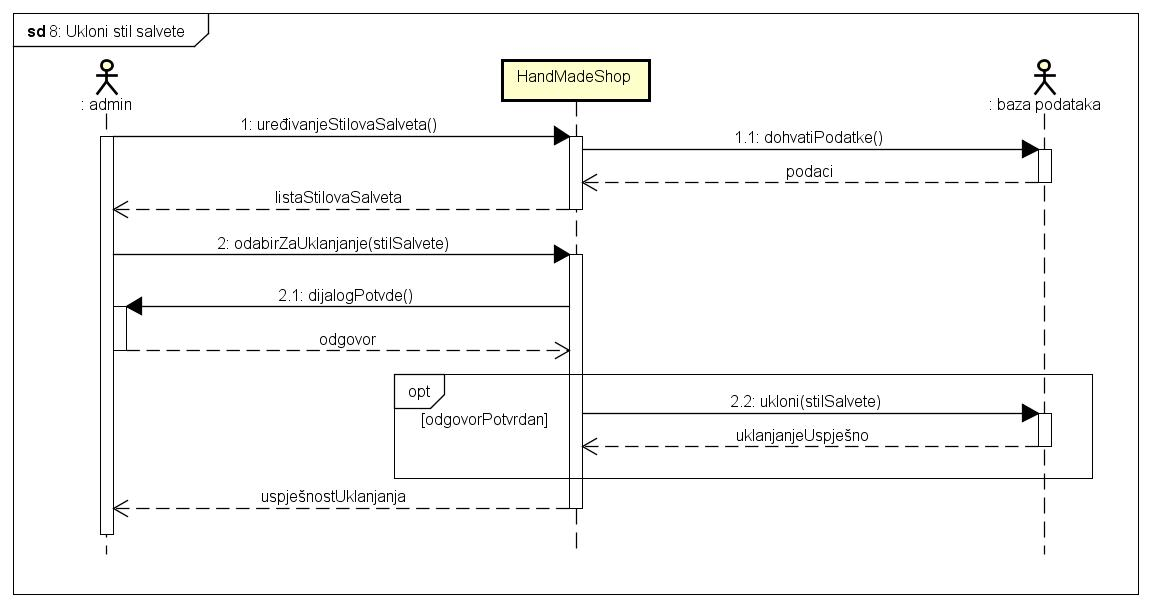 sd 8: Ukloni stil salvete
HandMadeShop
: admin
: baza podataka
1: uređivanjeStilovaSalveta()
1.1: dohvatiPodatke()
podaci
listaStilovaSalveta
2: odabirZaUklanjanje(stilSalvete)
2.1: dijalogPotvde()
odgovor
opt
2.2: ukloni(stilSalvete)
[odgovorPotvrdan]
uklanjanjeUspješno
uspješnostUklanjanja